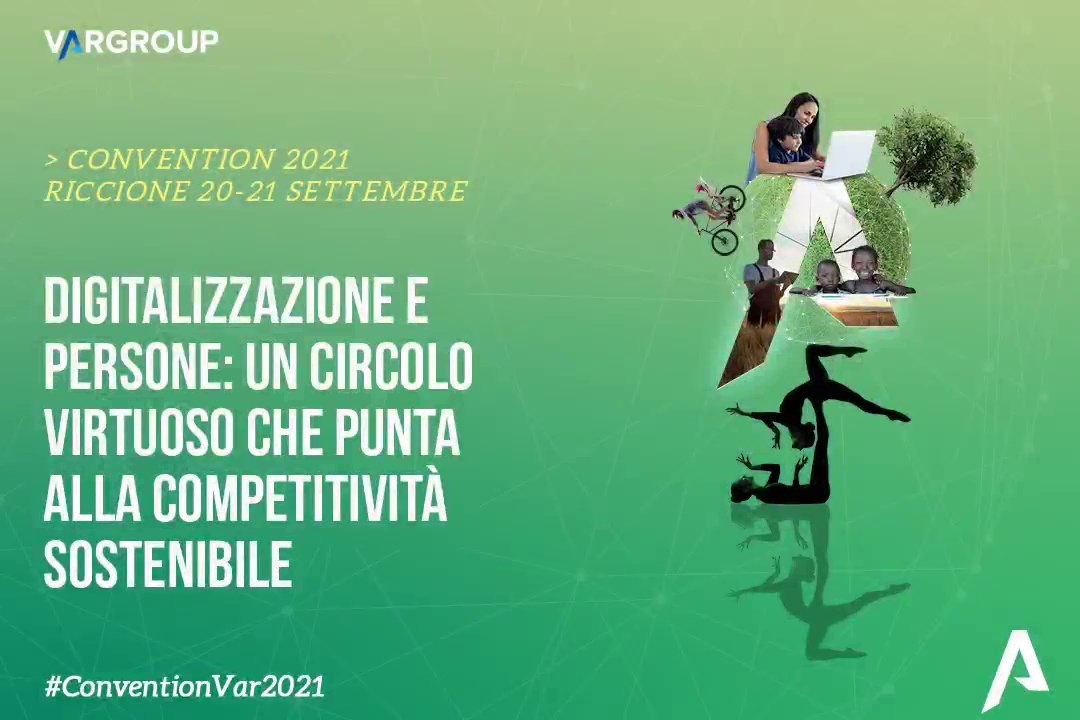 VARGROUP
> CONVENTION 2021
RICCIONE 20-21 SETTEMBRE
DIGITALIZZAZIONE E
PERSONE: UN CIRCOLO
VIRTUOSO CHE PUNTA
ALLA COMPETITIVITÀ
SOSTENIBILE
#ConventionVar2021